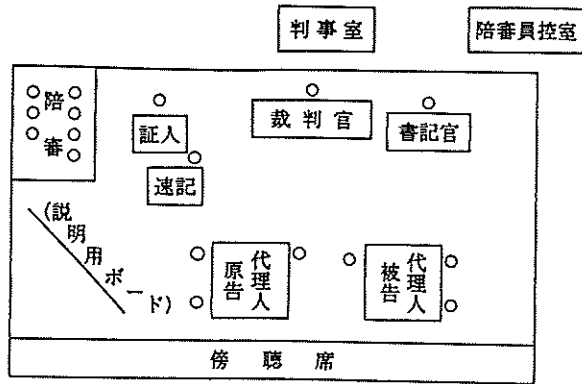 判事室
陪審員控室
陪審
証人
裁判官
書記官
速記
(説明用ボード)
原告
代理人
被告
代理人
傍聴席